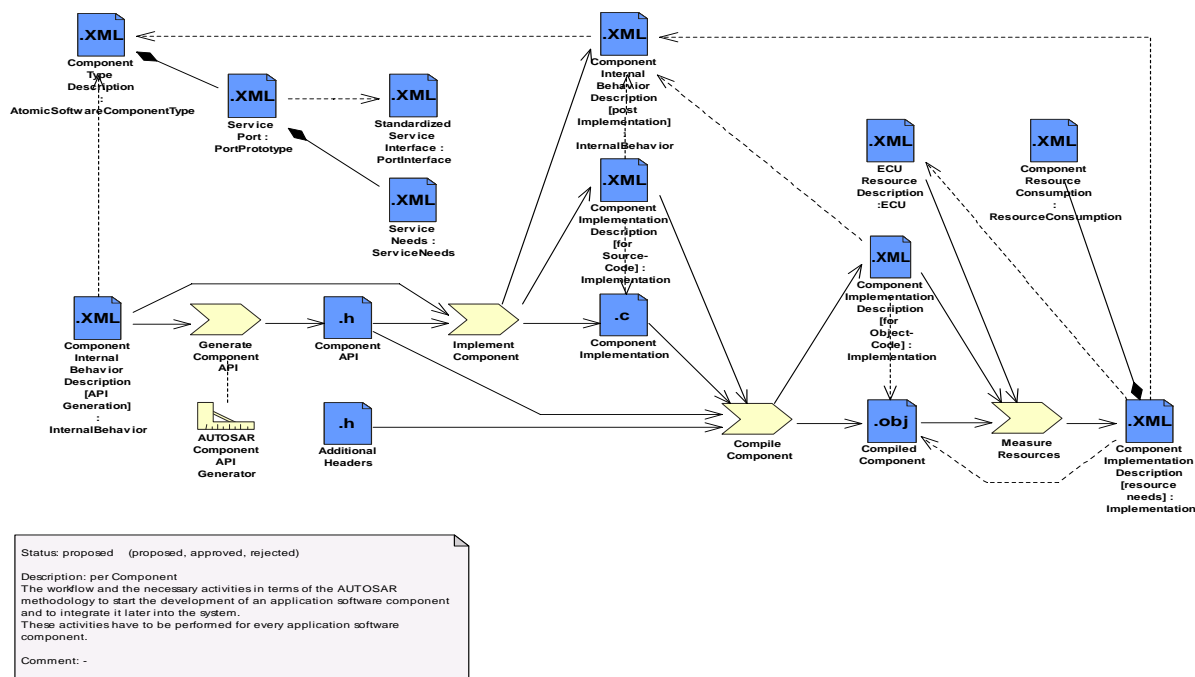 .XML
Component
Type
Description
:
AtomicSoftwareComponentType
.XML
Service
Port :
PortPrototype
.XML
Standardized
Service
Interface :
PortInterface
.XML
Service
Needs :
ServiceNeeds
.XML
Component
Internal
Behavior
Description
[post
Implementation]
:
InternalBehavior
.XML
Component
Implementation
Description
[for
Source-
Code] :
Implementation
.XML
ECU
Resource
Description
:ECU
.XML
Component
Resource
Consumption
:
ResourceConsumption
.XML
Component
Implementation
Description
[for
Object-
Code] :
Implementation
.XML
Component
Internal
Behavior
Description
[API
Generation]
:
InternalBehavior
Generate
Component
API
.h
Component
API
Implement
Component
.c
Component
Implementation
AUTOSAR
Component
API
Generator
.h
Additional
Headers
Compile
Component
.obj
Compiled
Component
Measure
Resources
.XML
Component
Implementation
Description
[resource
needs] :
Implementation
Status: proposed (proposed, approved, rejected)
Description: per Component
The workflow and the necessary activities in terms of the AUTOSAR
methodology to start the development of an application software component
and to integrate it later into the system.
These activities have to be performed for every application software
component.
Comment: -